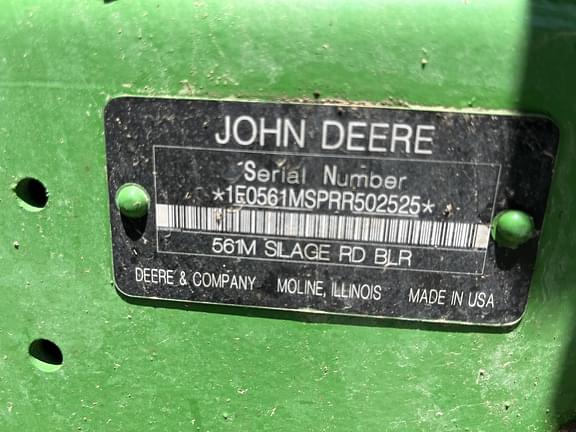 JOHN DEERE
Serial Number
*1E0561MSPRR502525*
561M SILAGE RD BLR
DEERE & COMPANY MOLINE, ILLINOIS MADE IN USA